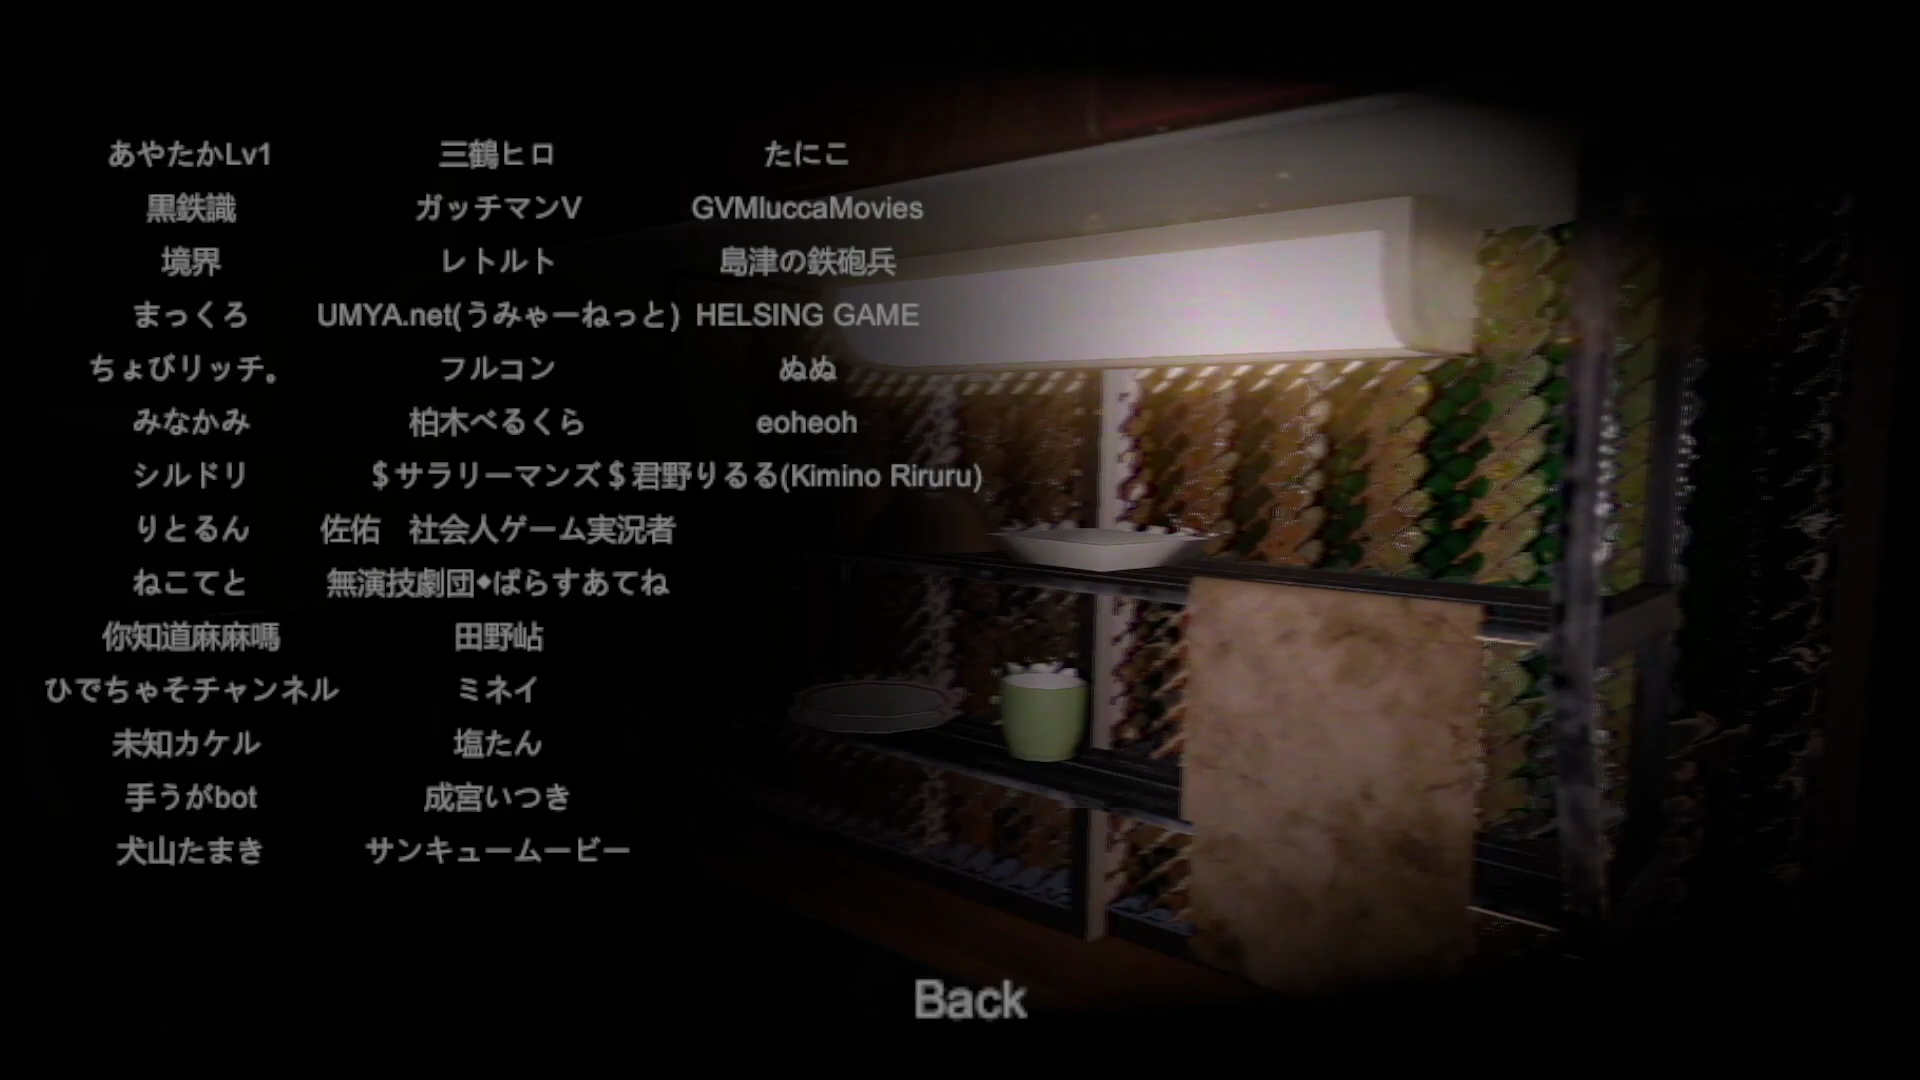 あやたかLv1
黒鉄識
境界
まっくろ
ちょびリッチ。
みなかみ
シルドリ
りとるん
ねこてと
你知道麻麻嗎
ひでちゃそチャンネル
未知カケル
手うがbot
犬山たまき
三鶴ヒロ
ガッチマンV
レトルト
UMYA.net(うみゃーねっと)
フルコン
柏木べるくら
＄サラリーマンズ＄
佐佑　社会人ゲーム実況者
無演技劇団◆ぱらすあてね
田野岾
ミネイ
塩たん
成宮いつき
サンキュームービー
たにこ
GVMluccaMovies
島津の鉄砲兵
HELSING GAME
ぬぬ
eoheoh
君野りるる(Kimino Riruru)
Back